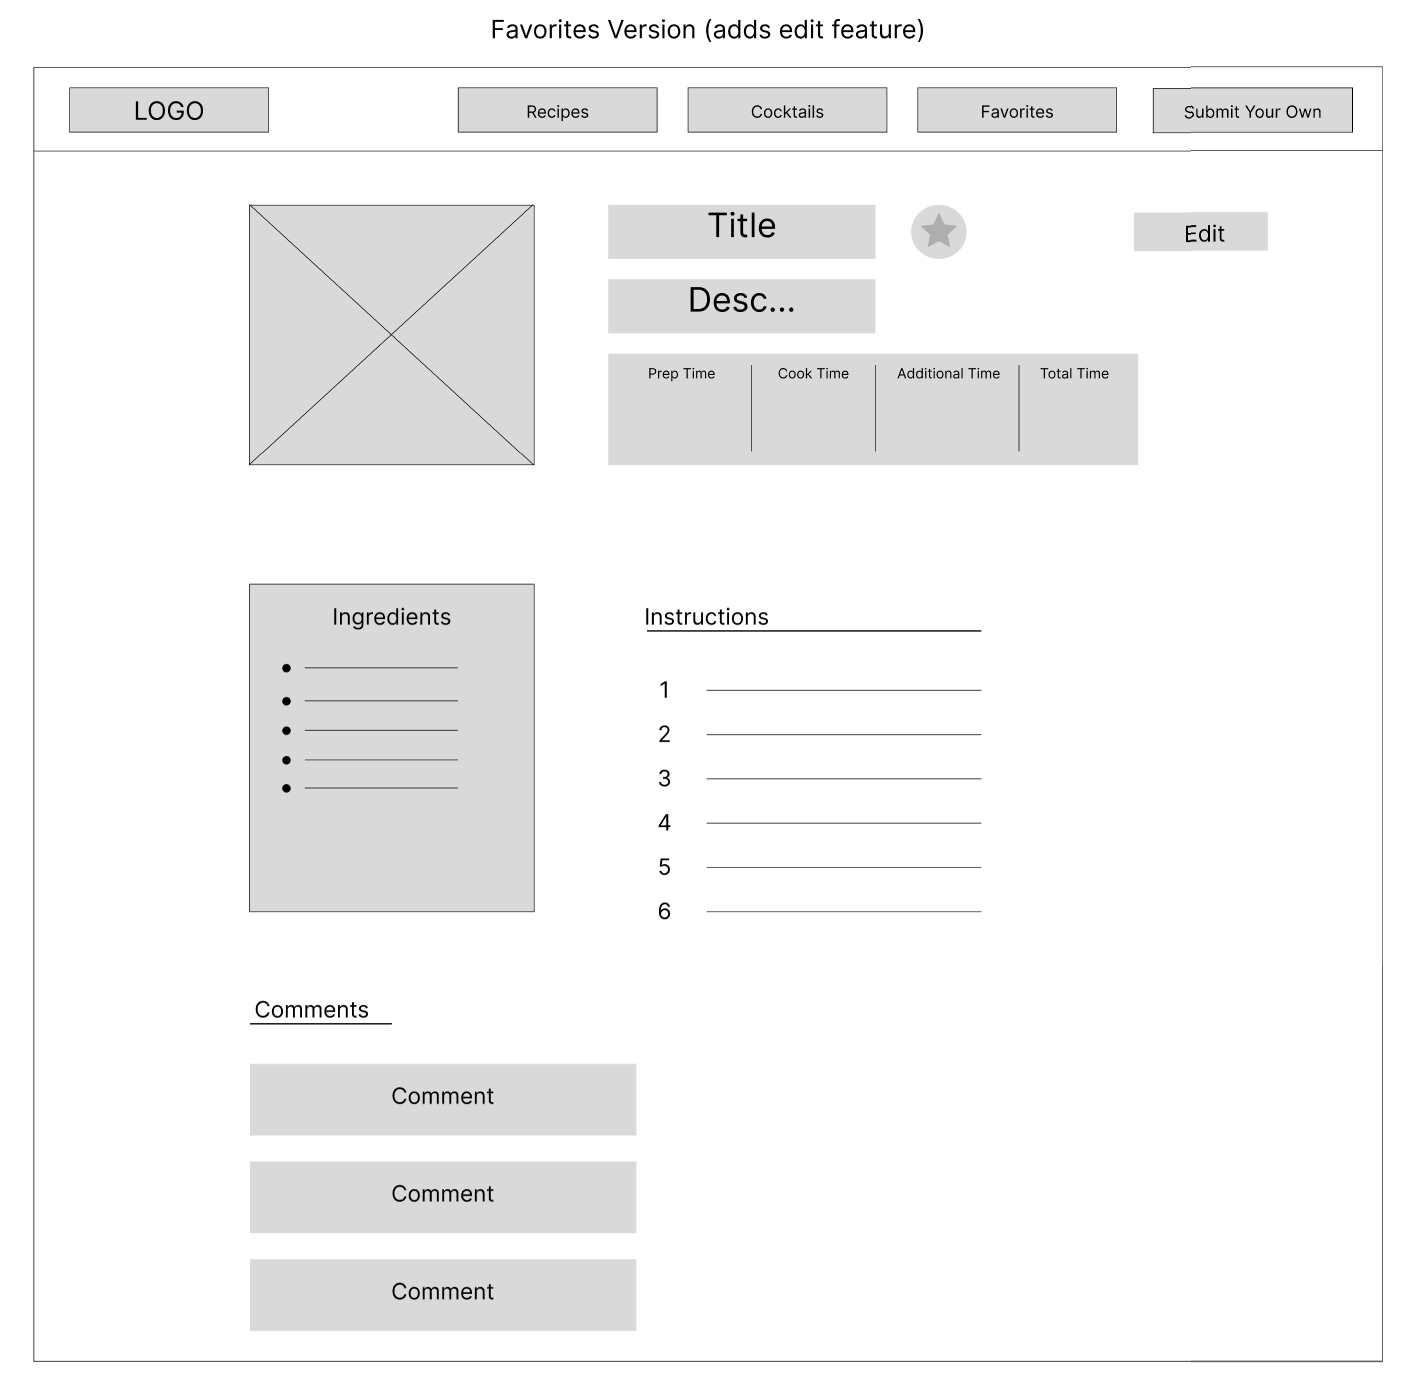 Favorites Version (adds edit feature)
LOGO
Recipes
Cocktails
Favorites
Submit Your Own
Title
Edit
Desc...
Prep Time
Cook Time
Additional Time
Total Time
Ingredients
Instructions
1
2
3
4
5
6
Comments
Comment
Comment
Comment